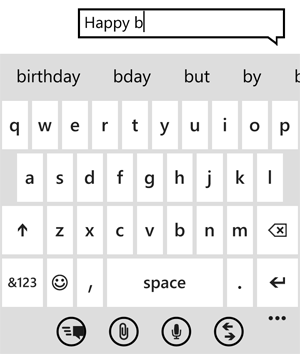 Happy b
birthday bday but by b
q w e r t y u i o p
a s d f g h j k l
z x c v b n m
&123 , space .